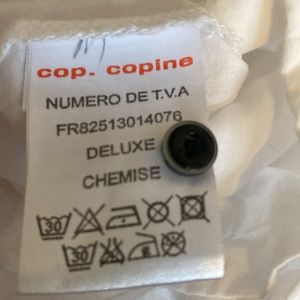 cop. copine
NUMERO DE T.V.A
FR82513014076
DELUXE
CHEMISE
30
30